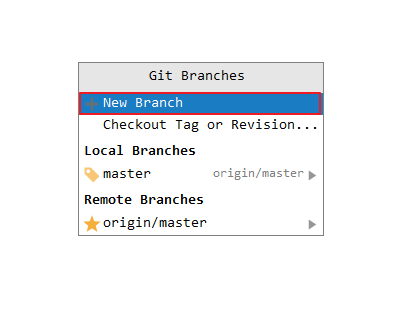 Git Branches
New Branch
Checkout Tag or Revision...
Local Branches
master origin/master
Remote Branches
origin/master